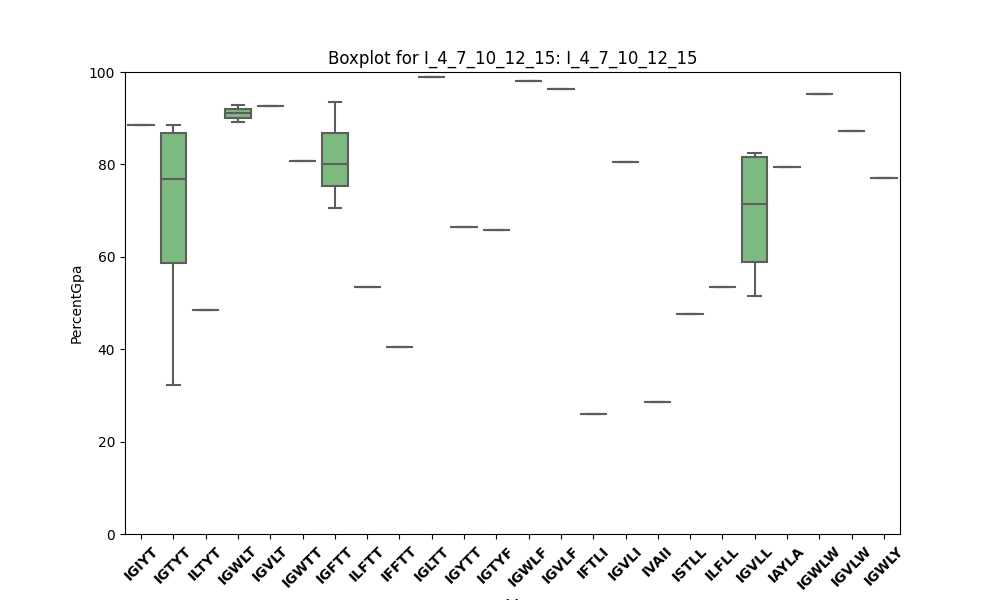 Boxplot for I_4_7_10_12_15: I_4_7_10_12_15
100
80
60
40
20
0
PercentGpa
IGIYT IGTYT ILTYT IGWLT IGVLT IGWTT IGFTT ILFTT IFFTT IGLTT IGYTT IGTYF IGWLF IGVLF IFTLI IGVLI IVAII ISTLL ILFLL IGVLL IAYLA IGWLW IGVLW IGWLY